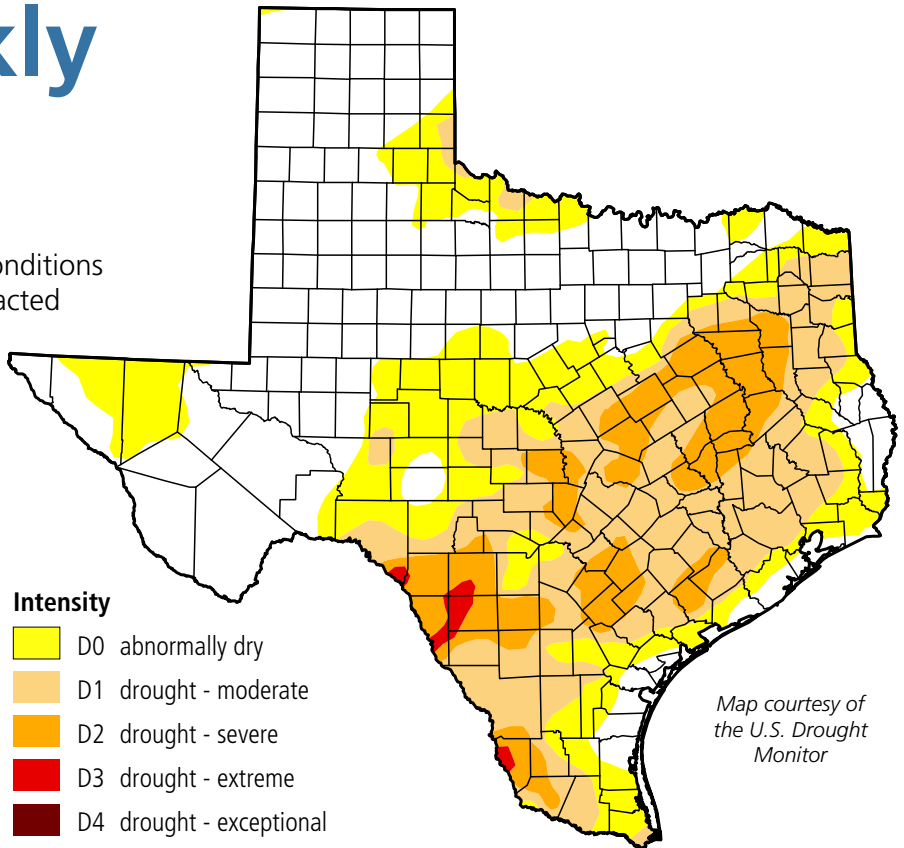 kly
onditions
acted
Intensity
D0 abnormally dry
D1 drought - moderate
D2 drought - severe
D3 drought - extreme
D4 drought - exceptional
Map courtesy of
the U.S. Drought
Monitor